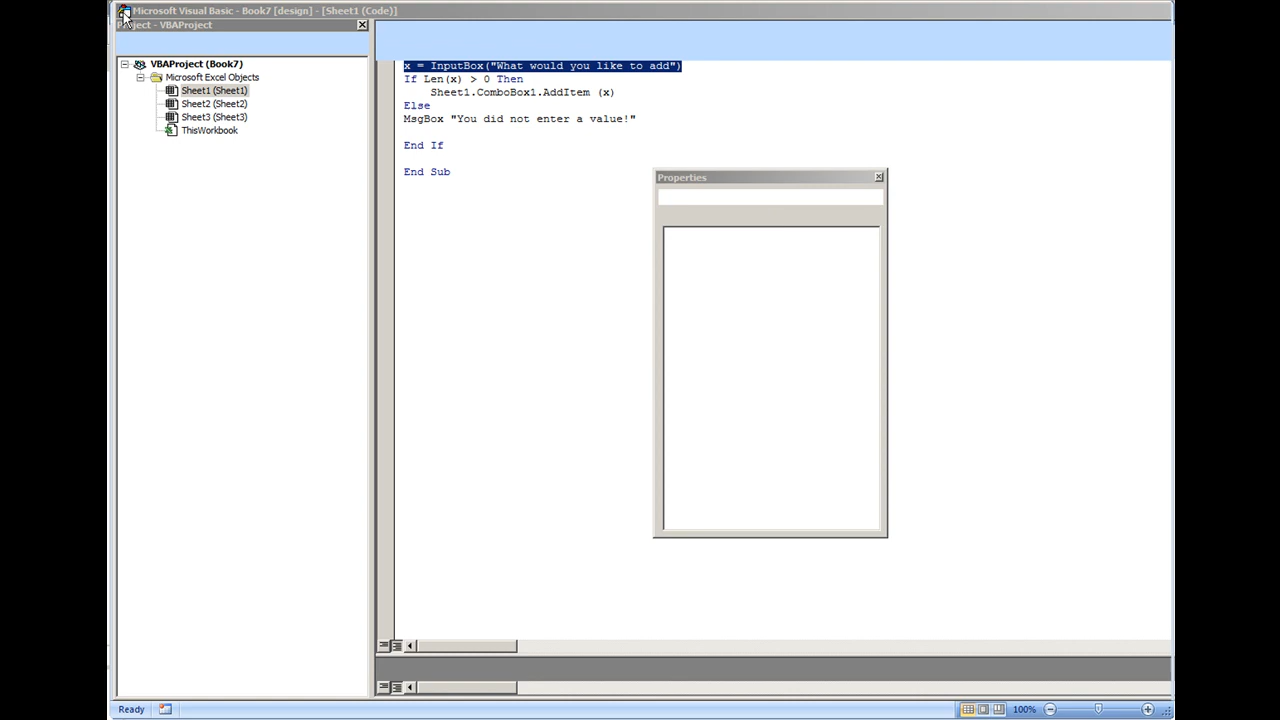 Microsoft Visual Basic - Book7 [design] - [Sheet1 (Code)]
Project - VBAProject
VBAProject (Book7)
Microsoft Excel Objects
Sheet1 (Sheet1)
Sheet2 (Sheet2)
Sheet3 (Sheet3)
ThisWorkbook
x = InputBox("What would you like to add")
If Len(x) > 0 Then
Sheet1.ComboBox1.AddItem (x)
Else
MsgBox "You did not enter a value!"
End If
End Sub
Properties
Ready
100%